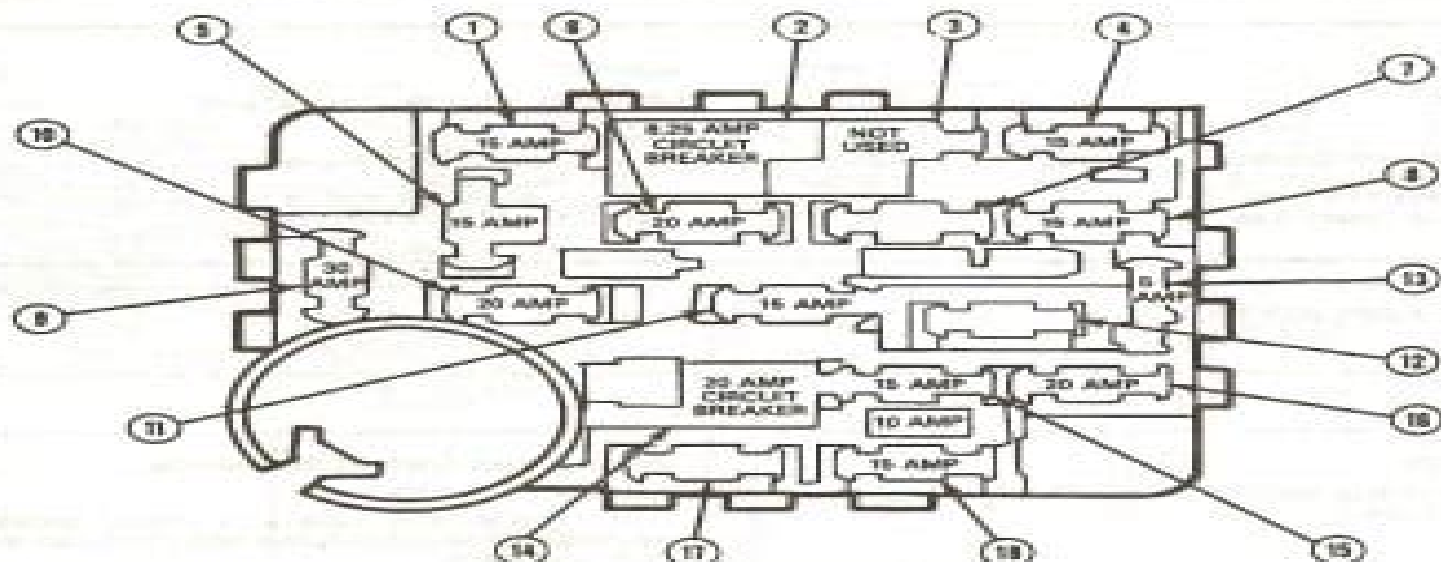 5 1 6 2 3 4
7
10
15 AMP
8.25 AMP
CIRCUIT
BREAKER
NOT
USED
15 AMP
15 AMP
20 AMP
15 AMP
8
30
AMP
20 AMP
15 AMP
5
AMP
13
9
12
20 AMP
CIRCUIT
BREAKER
15 AMP
20 AMP
11
10 AMP
16
15 AMP
14 17 18 15